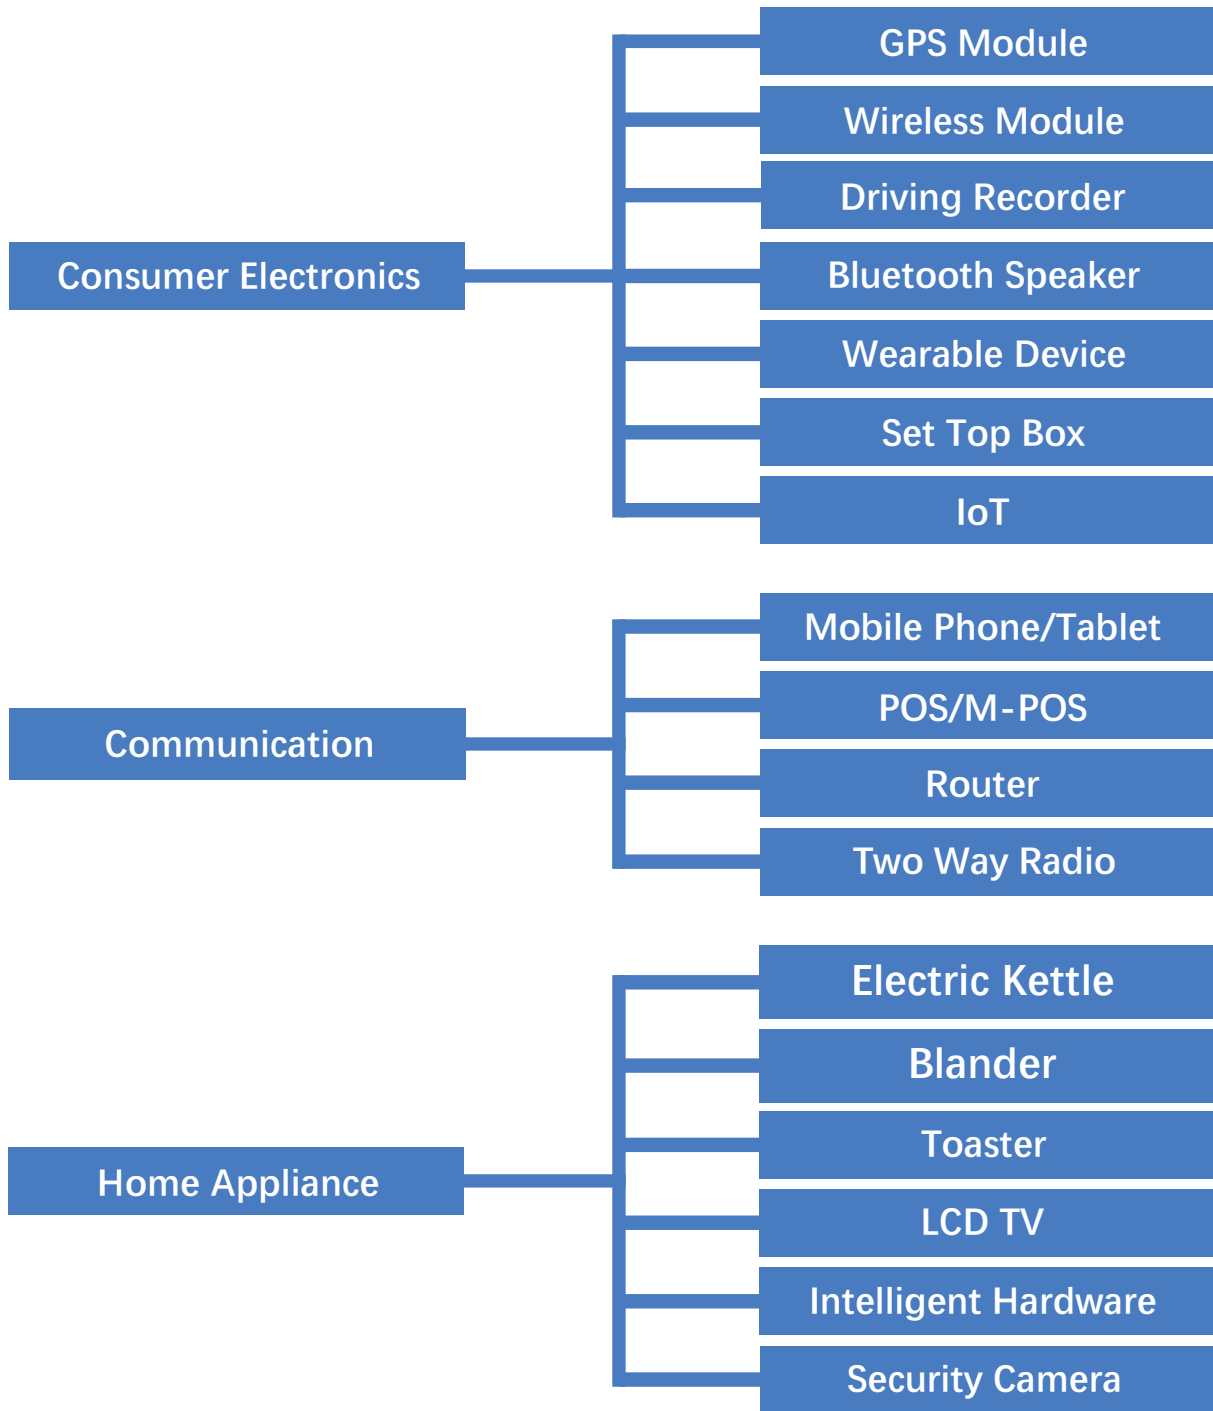 Consumer Electronics
GPS Module
Wireless Module
Driving Recorder
Bluetooth Speaker
Wearable Device
Set Top Box
IoT
Communication
Mobile Phone/Tablet
POS/M-POS
Router
Two Way Radio
Home Appliance
Electric Kettle
Blander
Toaster
LCD TV
Intelligent Hardware
Security Camera